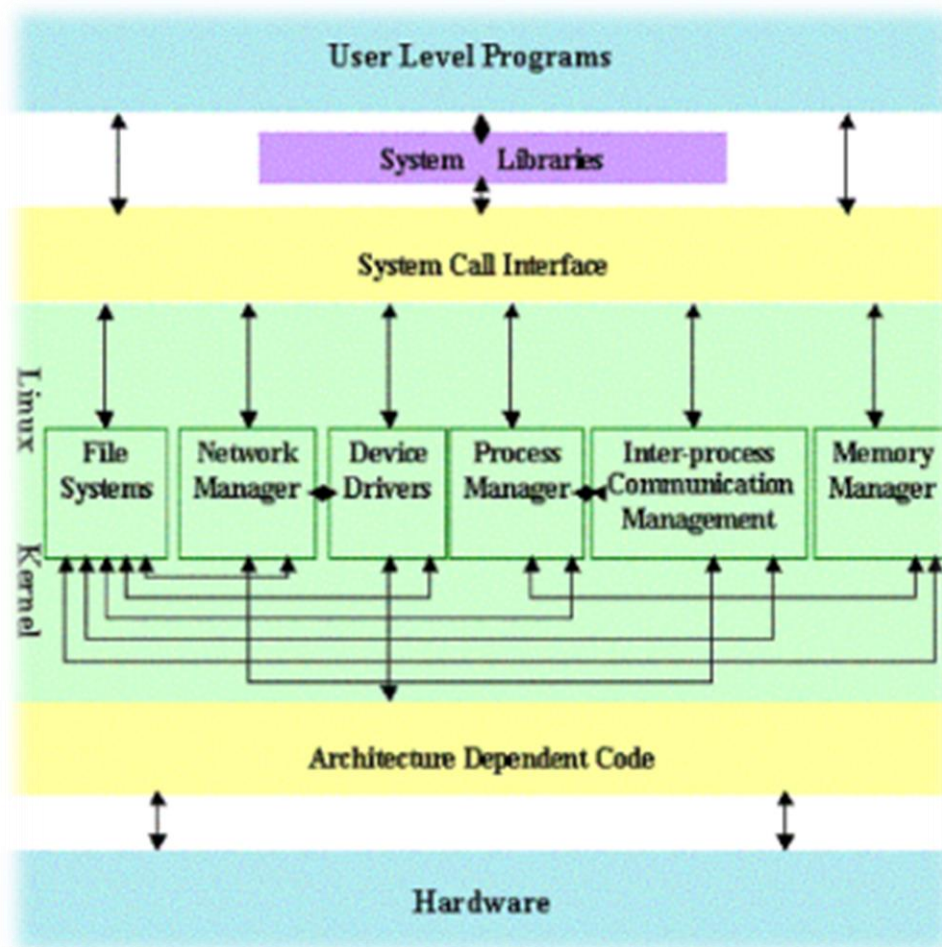 User Level Programs
System Libraries
System Call Interface
Linux Kernel
File
Systems
Network
Manager
Device
Drivers
Process
Manager
Inter-process
Communication
Management
Memory
Manager
Architecture Dependent Code
Hardware